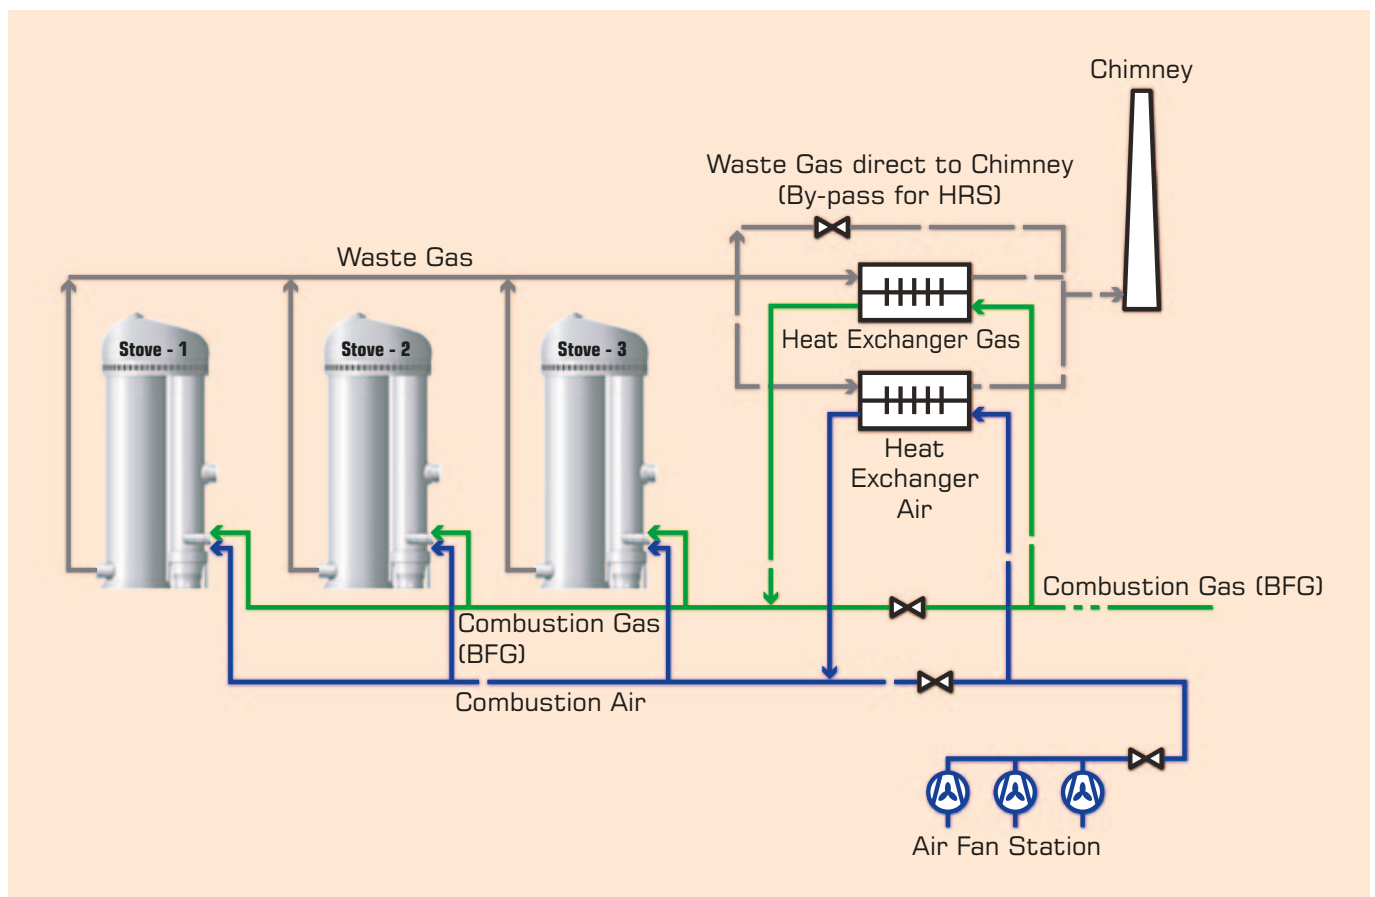 Chimney
Waste Gas direct to Chimney
(By-pass for HRS)
Waste Gas
Stove - 1
Stove - 2
Stove - 3
Heat Exchanger Gas
Heat
Exchanger
Air
Combustion Gas (BFG)
Combustion Gas
(BFG)
Combustion Air
Air Fan Station